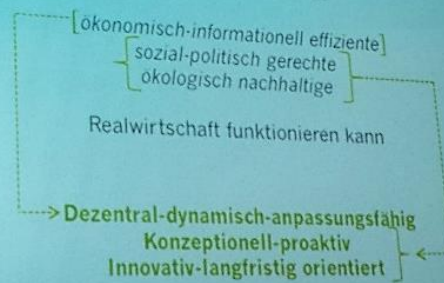 [ökonomisch-informationell effiziente]
sozial-politisch gerechte
ökologisch nachhaltige
Realwirtschaft funktionieren kann
Dezentral-dynamisch-anpassungsfähig
Konzeptionell-proaktiv
Innovativ-langfristig orientiert